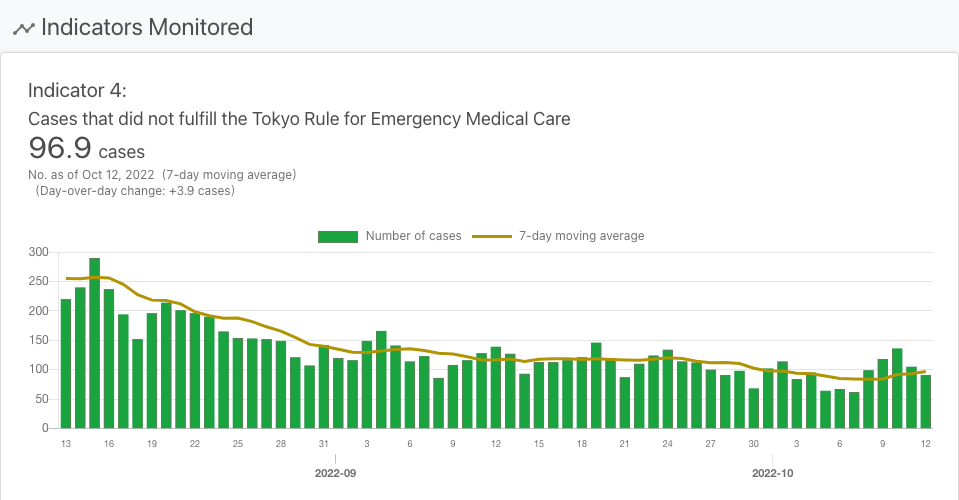 Indicators Monitored
Indicator 4:
Cases that did not fulfill the Tokyo Rule for Emergency Medical Care
96.9 cases
No. as of Oct 12, 2022 (7-day moving average)
(Day-over-day change: +3.9 cases)
Number of cases 7-day moving average
300
250
200
150
100
50
0
13 16 19 22 25 28 31 3 6 9 12 15 18 21 24 27 30 3 6 9 12
2022-09 2022-10